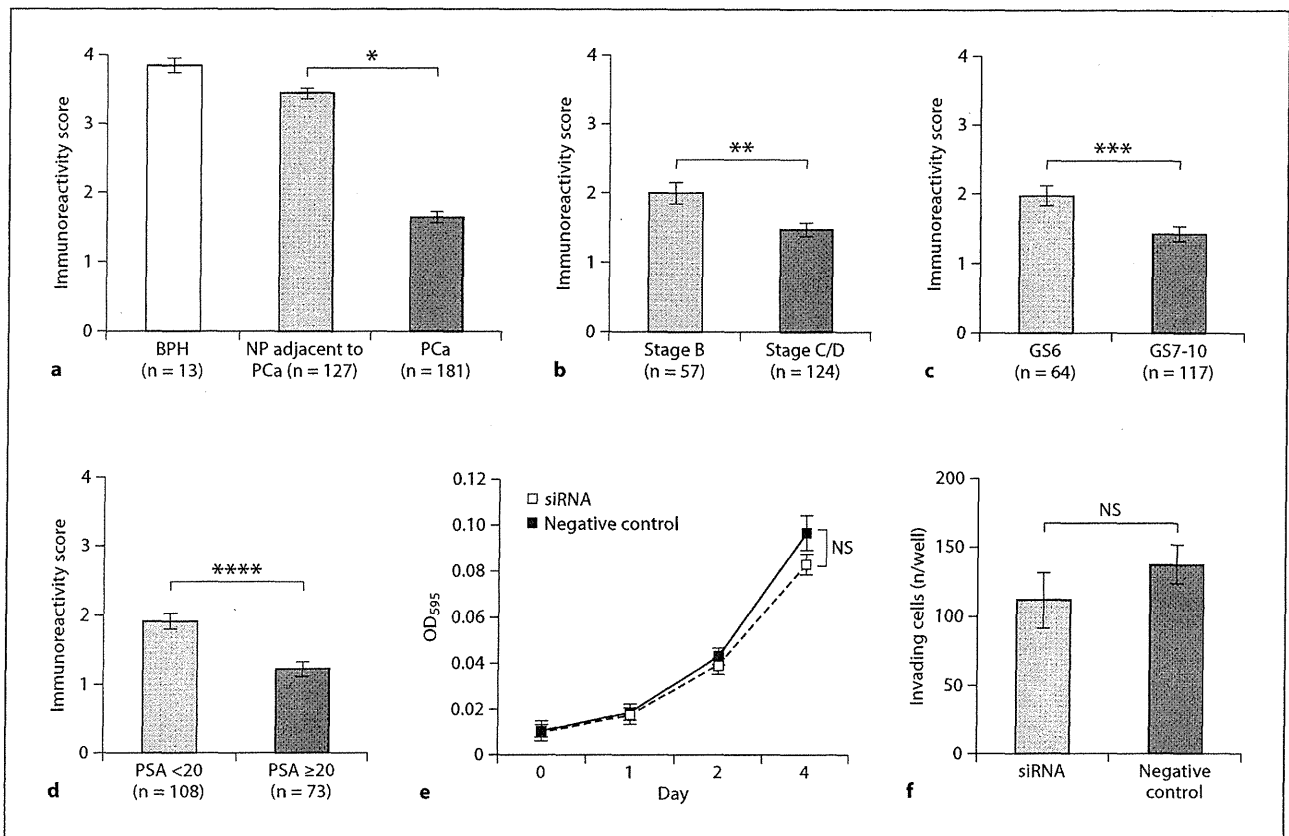 Immunoreactivity score
4
3
2
1
0
*
BPH
(n = 13)
NP adjacent to
PCa (n = 127)
PCa
(n = 181)
a
Immunoreactivity score
4
3
2
1
0
**
Stage B
(n = 57)
Stage C/D
(n = 124)
b
Immunoreactivity score
4
3
2
1
0
***
GS6
(n = 64)
GS7-10
(n = 117)
c
Immunoreactivity score
4
3
2
1
0
****
PSA <20
(n = 108)
PSA ≥20
(n = 73)
d
OD595
0.12
0.10
0.08
0.06
0.04
0.02
0
siRNA
Negative control
NS
0
1
2
4
Day
e
Invading cells (n/well)
200
150
100
50
0
NS
siRNA
Negative
control
f